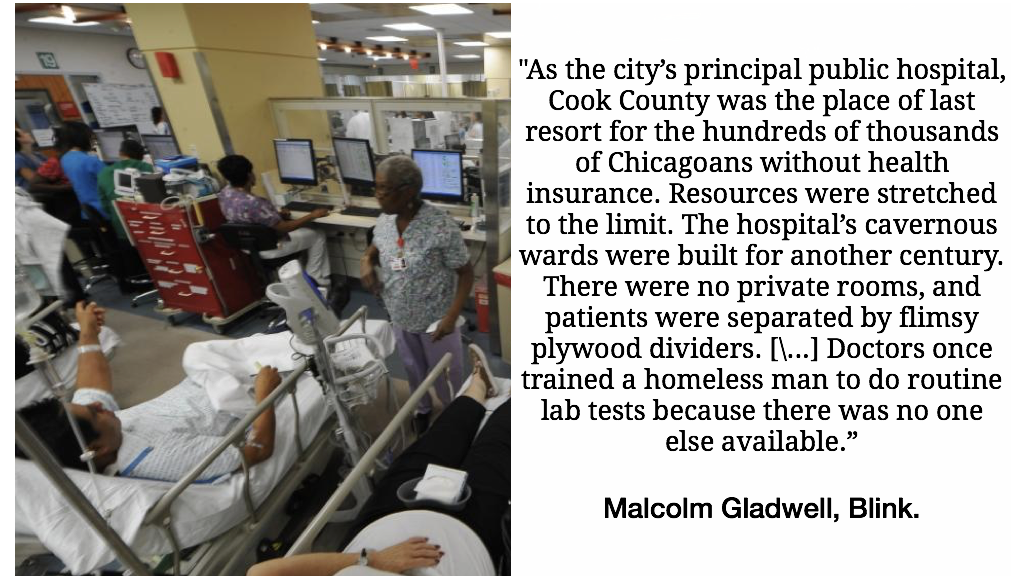 19
"As the city’s principal public hospital,
Cook County was the place of last
resort for the hundreds of thousands
of Chicagoans without health
insurance. Resources were stretched
to the limit. The hospital’s cavernous
wards were built for another century.
There were no private rooms, and
patients were separated by flimsy
plywood dividers. [\...] Doctors once
trained a homeless man to do routine
lab tests because there was no one
else available.”
Malcolm Gladwell, Blink.